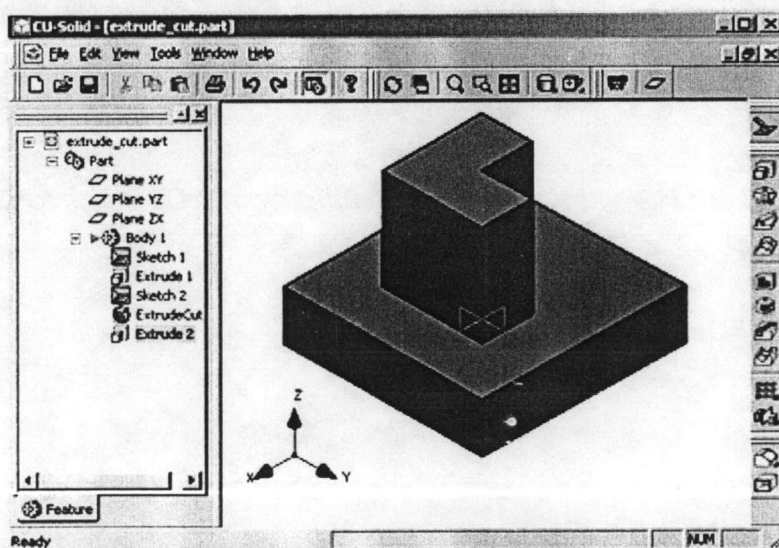 CU-Solid - [extrude_cut.part]
File Edit View Tools Window Help
extrude_cut.part
Part
Plane XY
Plane YZ
Plane ZX
Body 1
Sketch 1
Extrude 1
Sketch 2
ExtrudeCut
Extrude 2
Z
X
Y
Feature
Ready
NUM